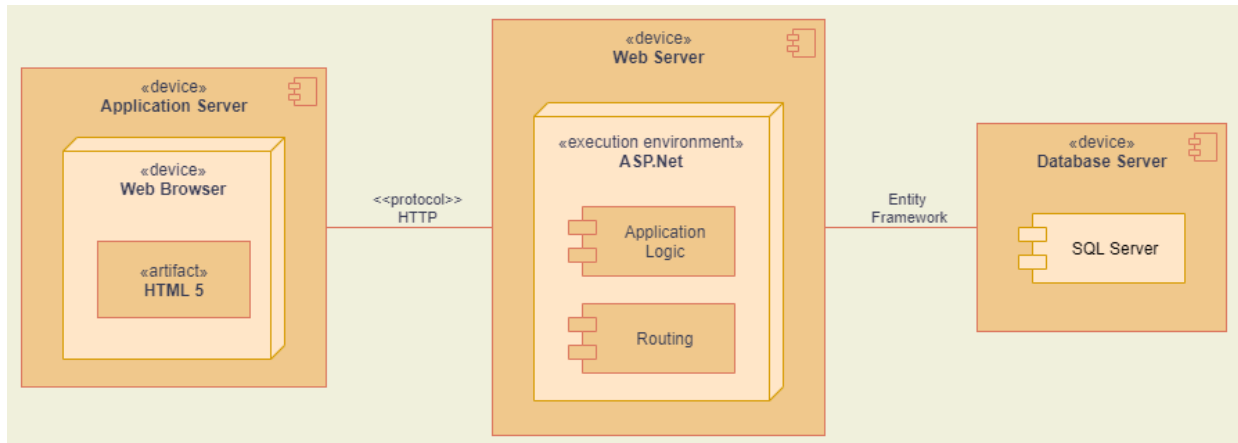 «device»
Application Server
«device»
Web Browser
«artifact»
HTML 5
<<protocol>>
HTTP
«device»
Web Server
«execution environment»
ASP.Net
Application
Logic
Routing
Entity
Framework
«device»
Database Server
SQL Server